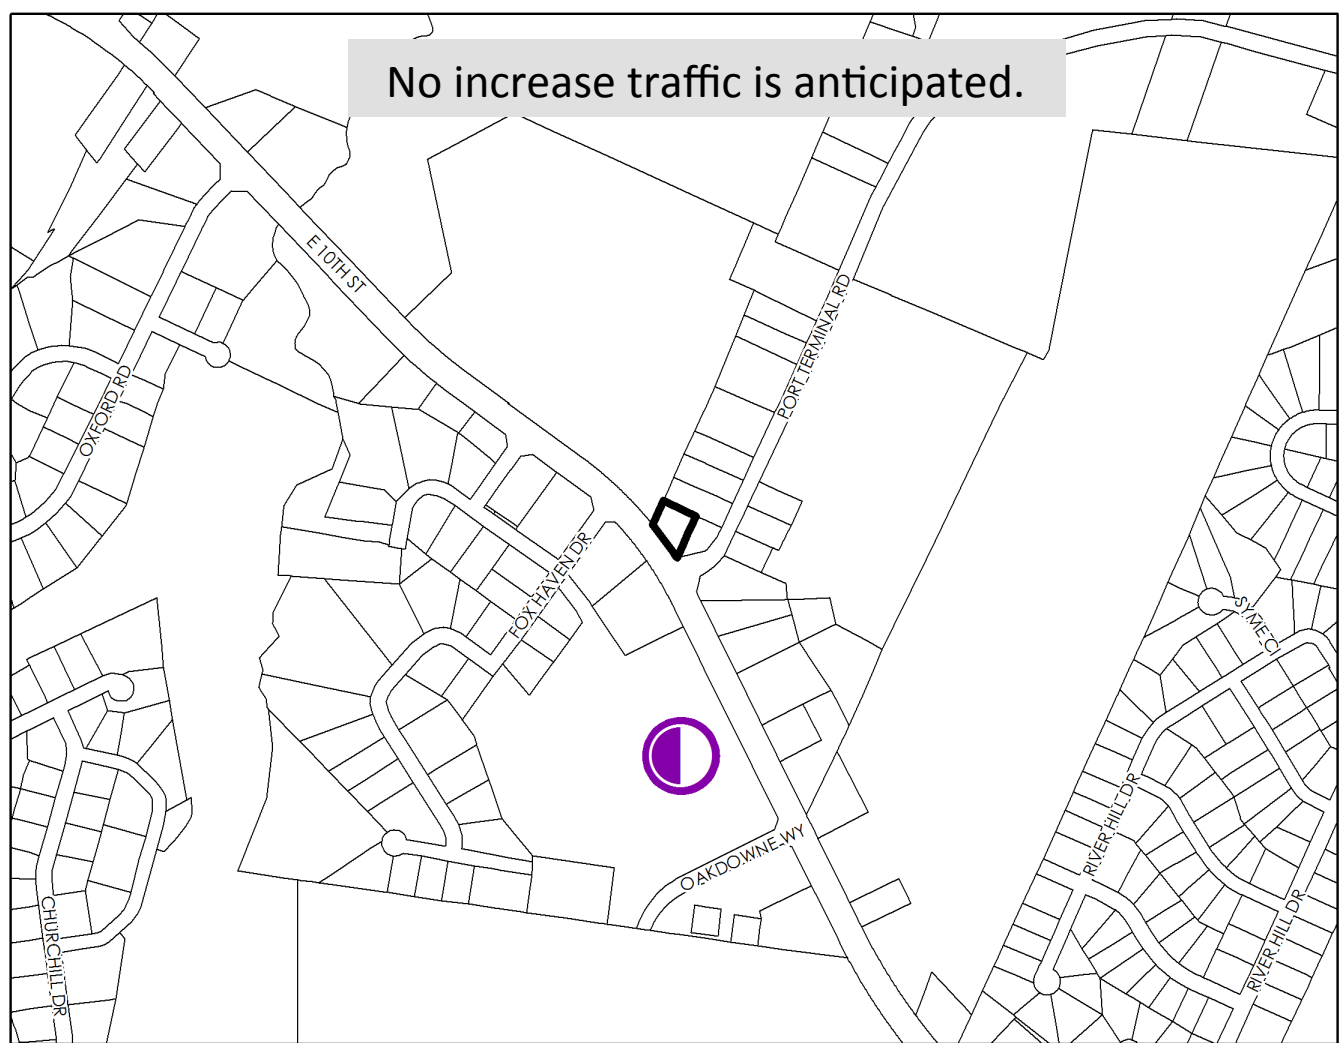 No increase traffic is anticipated.
E 10TH ST
PORT TERMINAL RD
OXFORD RD
FOX HAVEN DR
SYME CI
OAKDOWNE WY
RIVER HILL DR
CHURCHILL DR
RIVER HILL DR